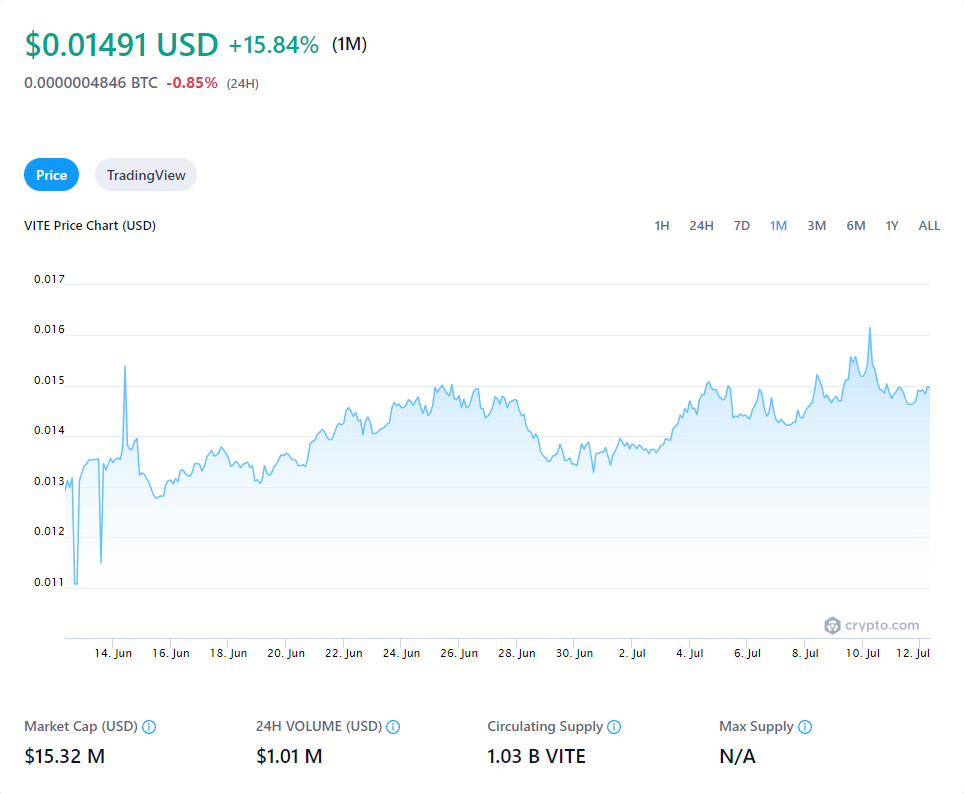 $0.01491 USD +15.84% (1M)
0.0000004846 BTC -0.85% (24H)
Price TradingView
VITE Price Chart (USD) 1H 24H 7D 1M 3M 6M 1Y ALL
0.017
0.016
0.015
0.014
0.013
0.012
0.011
crypto.com
14. Jun 16. Jun 18. Jun 20. Jun 22. Jun 24. Jun 26. Jun 28. Jun 30. Jun 2. Jul 4. Jul 6. Jul 8. Jul 10. Jul 12. Jul
Market Cap (USD) 24H VOLUME (USD) Circulating Supply Max Supply
$15.32 M $1.01 M 1.03 B VITE N/A